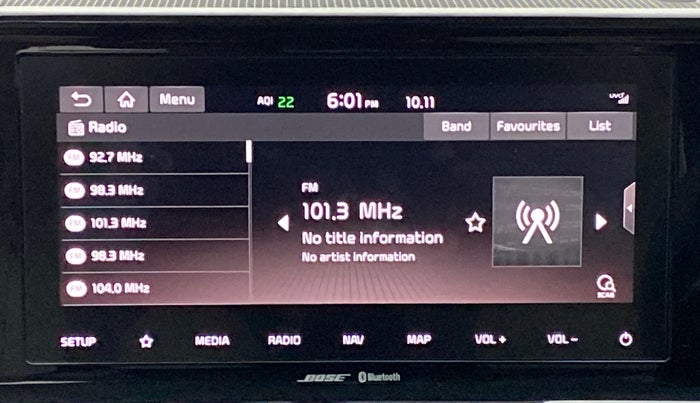 Menu AQI 22 6:01 PM 10.11 UVO
Radio Band Favourites List
FM 92.7 MHz
FM 98.3 MHz
FM 101.3 MHz
FM 98.3 MHz
FM 104.0 MHz
FM
101.3 MHz
No title information
No artist information
SCAN
SETUP MEDIA RADIO NAV MAP VOL + VOL -
BOSE Bluetooth